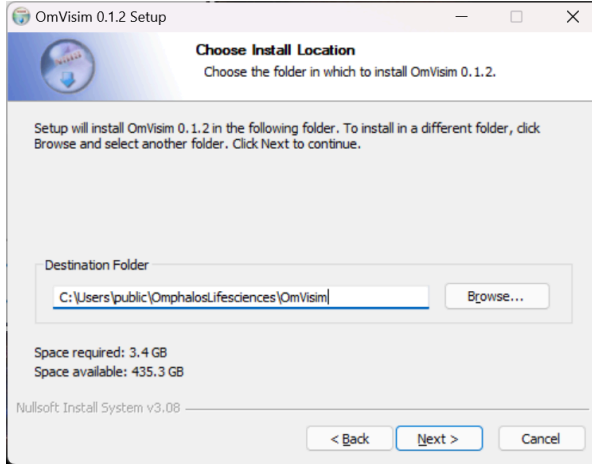 OmVisim 0.1.2 Setup
Choose Install Location
Choose the folder in which to install OmVisim 0.1.2.
Setup will install OmVisim 0.1.2 in the following folder. To install in a different folder, click
Browse and select another folder. Click Next to continue.
Destination Folder
C:\Users\public\OmphalosLifesciences\OmVisim
Browse...
Space required: 3.4 GB
Space available: 435.3 GB
Nullsoft Install System v3.08
< Back
Next >
Cancel